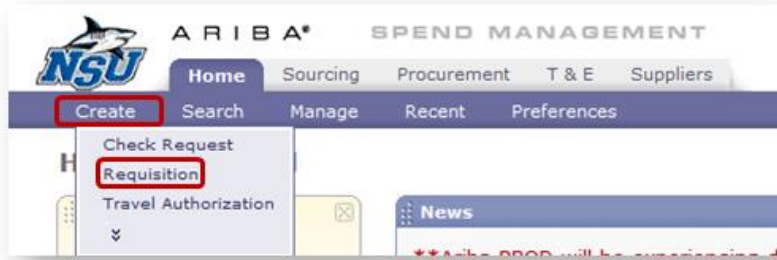 NSU
ARIBA® SPEND MANAGEMENT
Home Sourcing Procurement T & E Suppliers
Create Search Manage Recent Preferences
H
Check Request
Requisition
Travel Authorization
News
**Ariba PROD will be experiencing